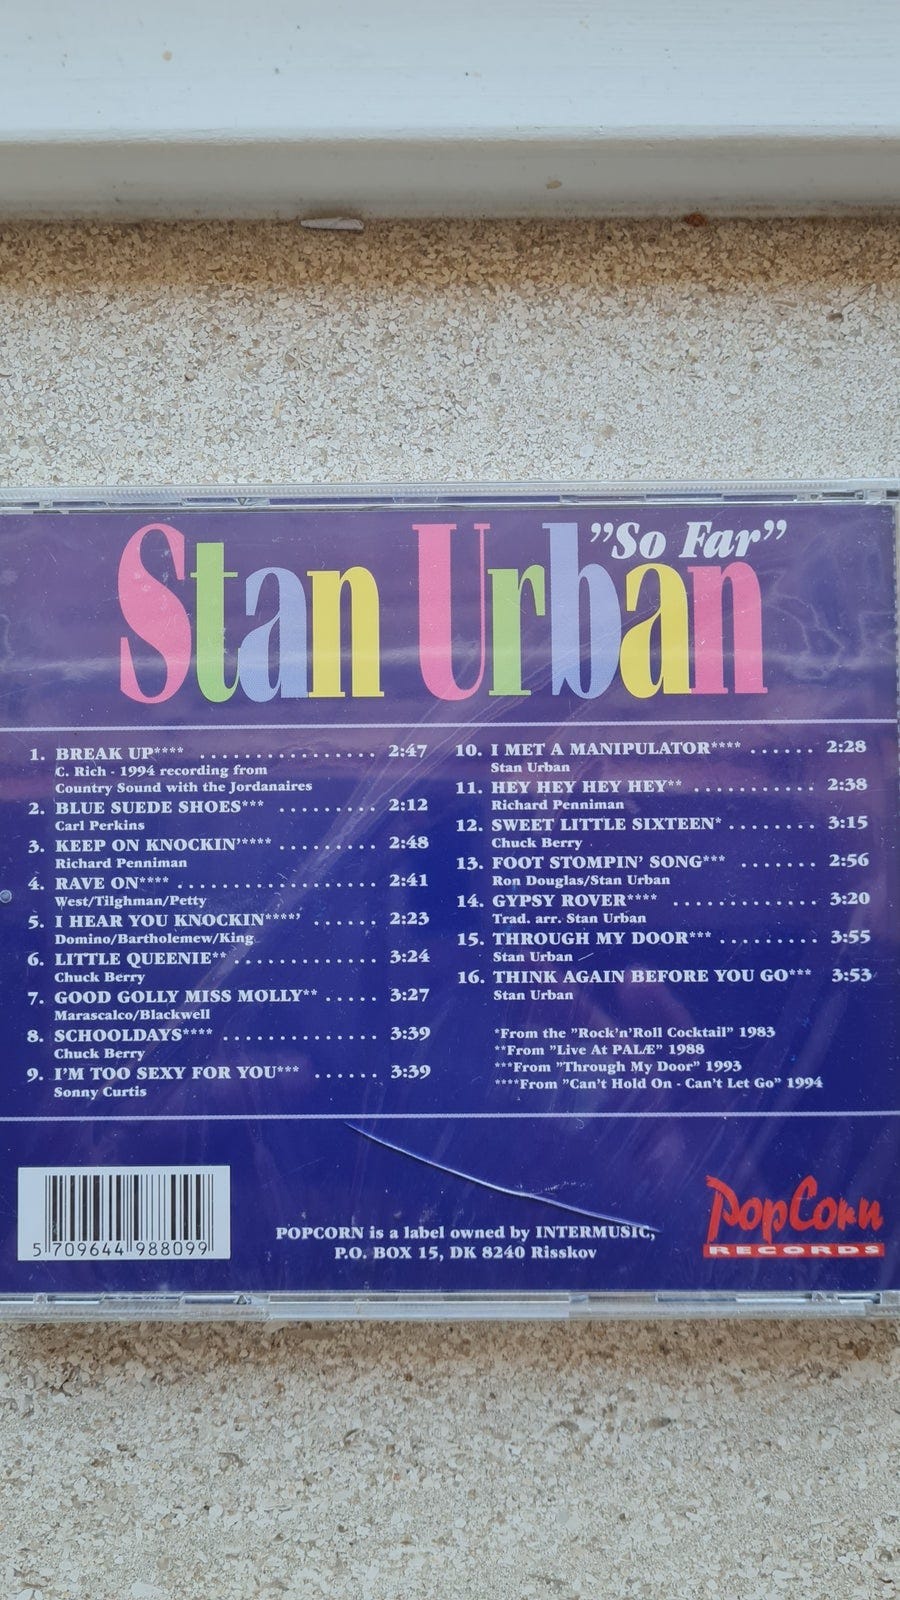 Stan Urban
"So Far"
1. BREAK UP**** ................ 2:47
C. Rich - 1994 recording from
Country Sound with the Jordanaires
2. BLUE SUEDE SHOES*** ......... 2:12
Carl Perkins
3. KEEP ON KNOCKIN'**** ......... 2:48
Richard Penniman
4. RAVE ON**** .................. 2:41
West/Tilghman/Petty
5. I HEAR YOU KNOCKIN****' ...... 2:23
Domino/Bartholemew/King
6. LITTLE QUEENIE** ............. 3:24
Chuck Berry
7. GOOD GOLLY MISS MOLLY** ..... 3:27
Marascalco/Blackwell
8. SCHOOLDAYS**** .............. 3:39
Chuck Berry
9. I'M TOO SEXY FOR YOU*** ...... 3:39
Sonny Curtis
10. I MET A MANIPULATOR**** ...... 2:28
Stan Urban
11. HEY HEY HEY HEY** ........... 2:38
Richard Penniman
12. SWEET LITTLE SIXTEEN* ........ 3:15
Chuck Berry
13. FOOT STOMPIN' SONG*** ....... 2:56
Ron Douglas/Stan Urban
14. GYPSY ROVER**** ............. 3:20
Trad. arr. Stan Urban
15. THROUGH MY DOOR*** ......... 3:55
Stan Urban
16. THINK AGAIN BEFORE YOU GO*** 3:53
Stan Urban
*From the "Rock'n'Roll Cocktail" 1983
**From "Live At PALÆ" 1988
***From "Through My Door" 1993
****From "Can't Hold On - Can't Let Go" 1994
5 709644 988099
POPCORN is a label owned by INTERMUSIC,
P.O. BOX 15, DK 8240 Risskov
PopCorn
RECORDS